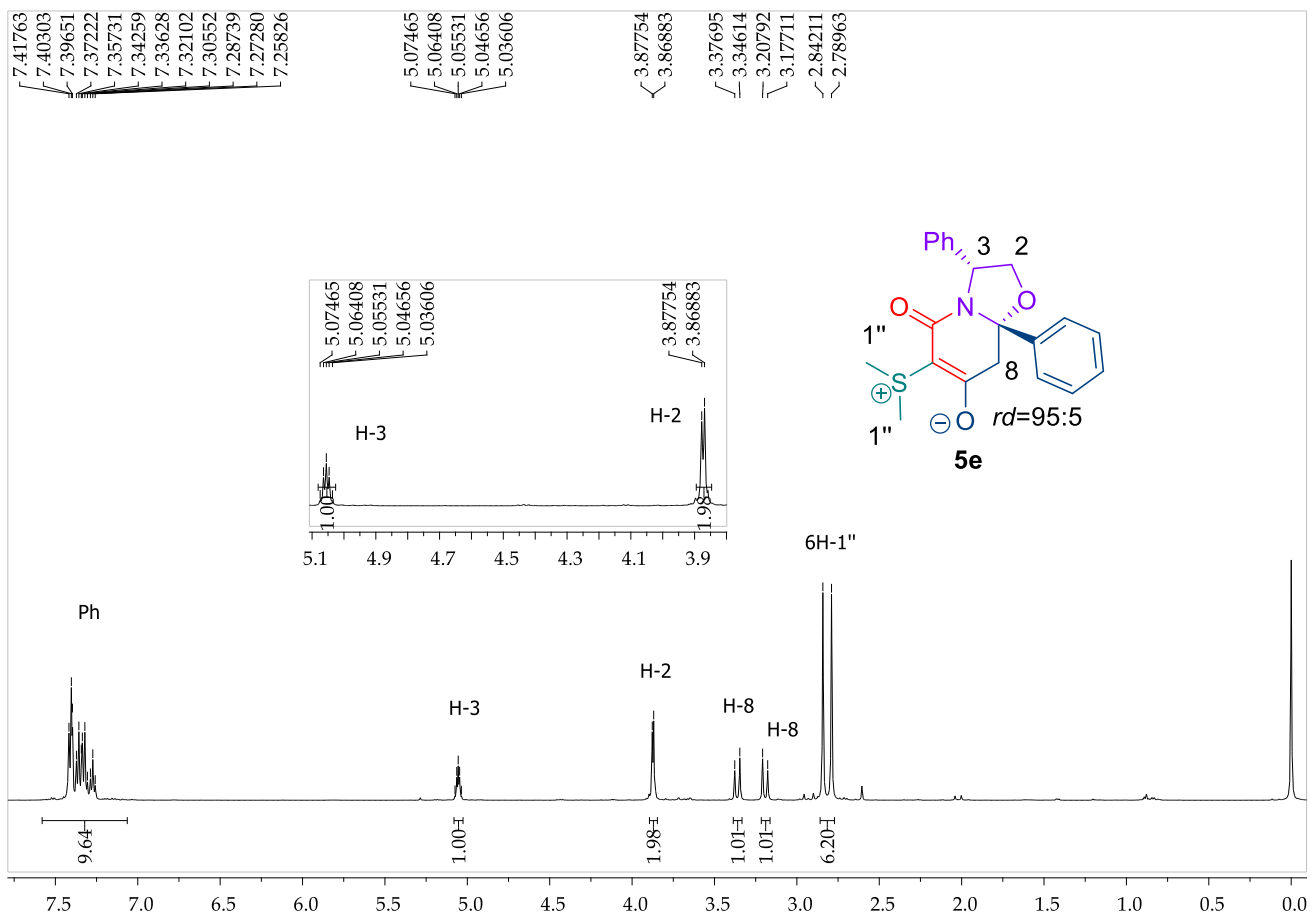 7.41763
7.40303
7.39651
7.37222
7.35731
7.34259
7.33628
7.32102
7.30552
7.28739
7.27280
7.25826
5.07465
5.06408
5.05531
5.04656
5.03606
3.87754
3.86883
3.37695
3.34614
3.20792
3.17711
2.84211
2.78963
Ph 3 2
O N O
1''
8
S
+
1'' − O rd=95:5
5e
5.07465
5.06408
5.05531
5.04656
5.03606
3.87754
3.86883
H-3
H-2
1.00
1.98
5.1 4.9 4.7 4.5 4.3 4.1 3.9
6H-1''
Ph
H-3
H-2
H-8
H-8
9.64
1.00
1.98
1.01
1.01
6.20
7.5 7.0 6.5 6.0 5.5 5.0 4.5 4.0 3.5 3.0 2.5 2.0 1.5 1.0 0.5 0.0